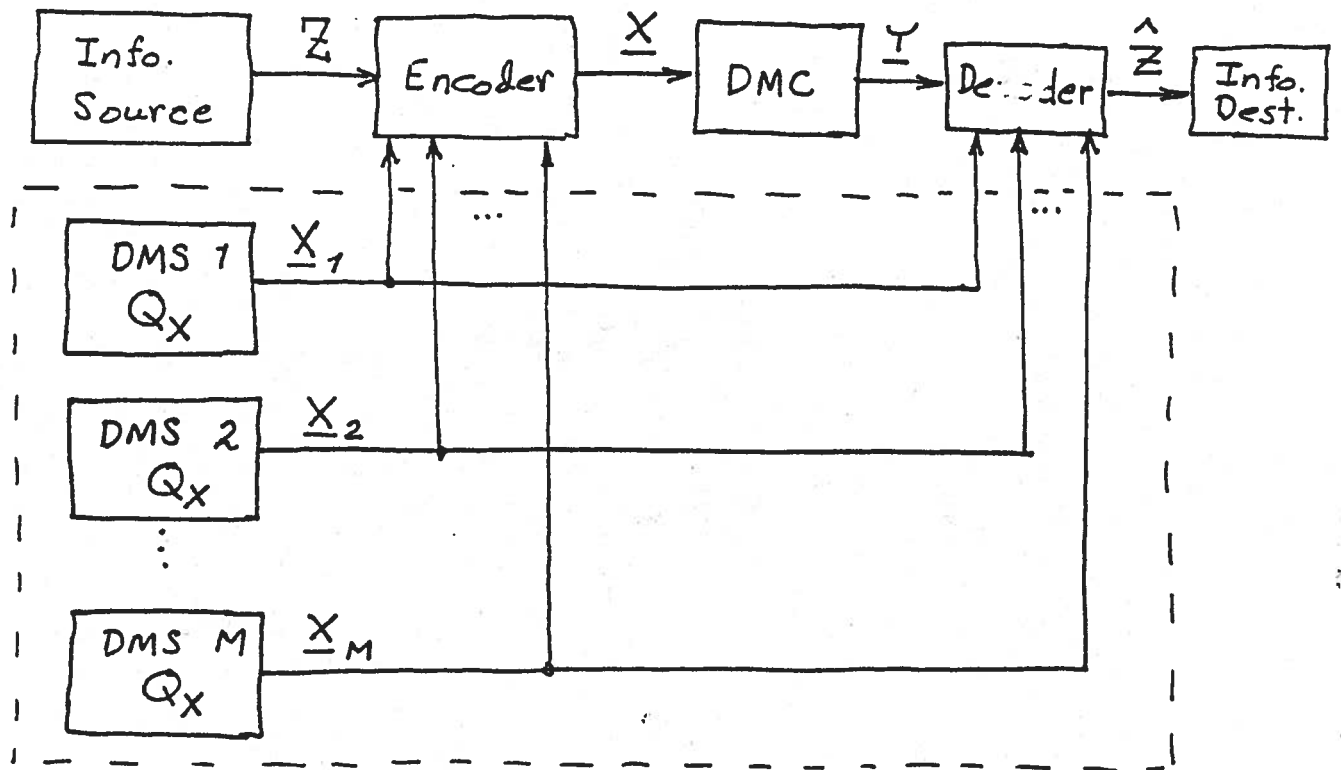 Info.
Source
Z
Encoder
X
DMC
Y
Ẑ
Info.
Dest.
...
...
DMS 1
Q_X
X_1
DMS 2
Q_X
X_2
⋮
DMS M
Q_X
X_M